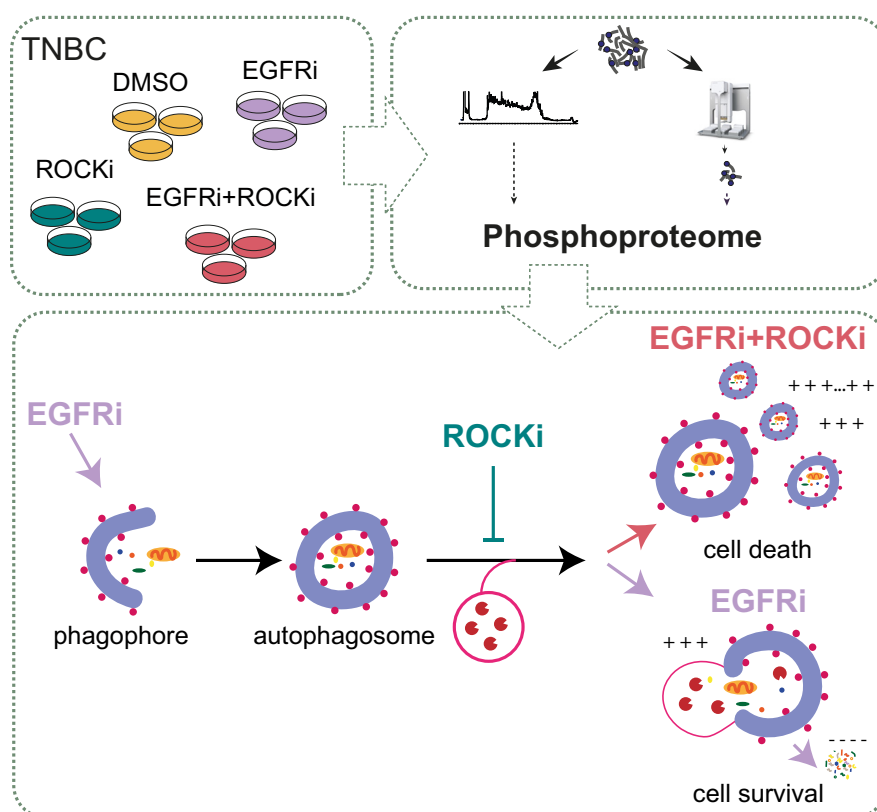 TNBC
DMSO
EGFRi
ROCKi
EGFRi+ROCKi
Phosphoproteome
EGFRi
ROCKi
EGFRi+ROCKi
+++...++
+++
phagophore
autophagosome
cell death
EGFRi
+++
----
cell survival